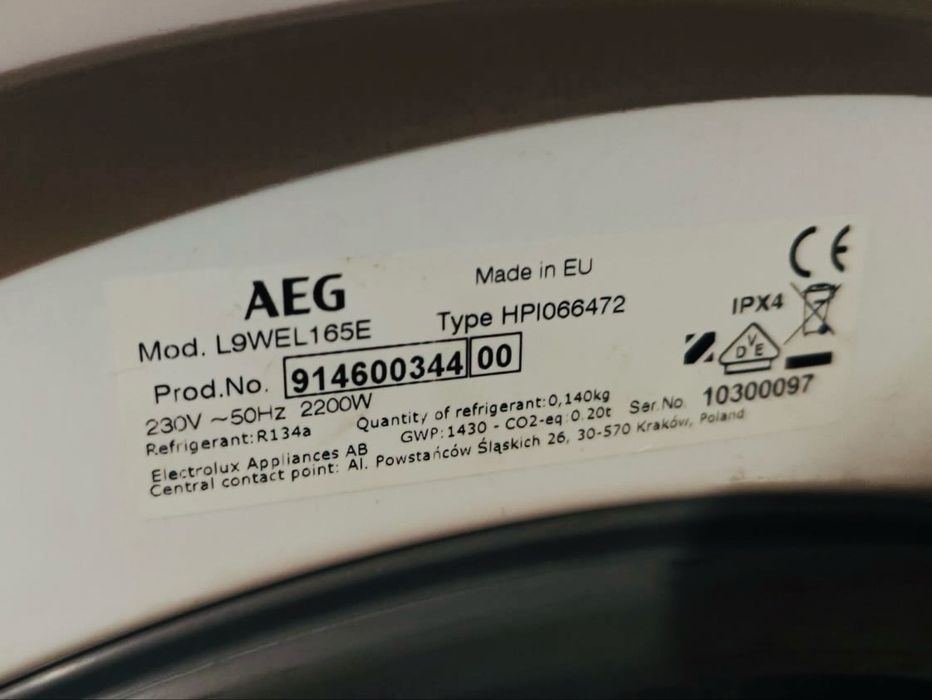 AEG
Made in EU
Mod. L9WEL165E
Type HPI066472
IPX4
Prod.No. 914600344 00
DVE
230V ~50Hz 2200W
Quantity of refrigerant:0,140kg
Ser.No. 10300097
Refrigerant:R134a
GWP:1430 - CO2-eq:0.20t
Electrolux Appliances AB
Central contact point: Al. Powstańców Śląskich 26, 30-570 Kraków, Poland
CE